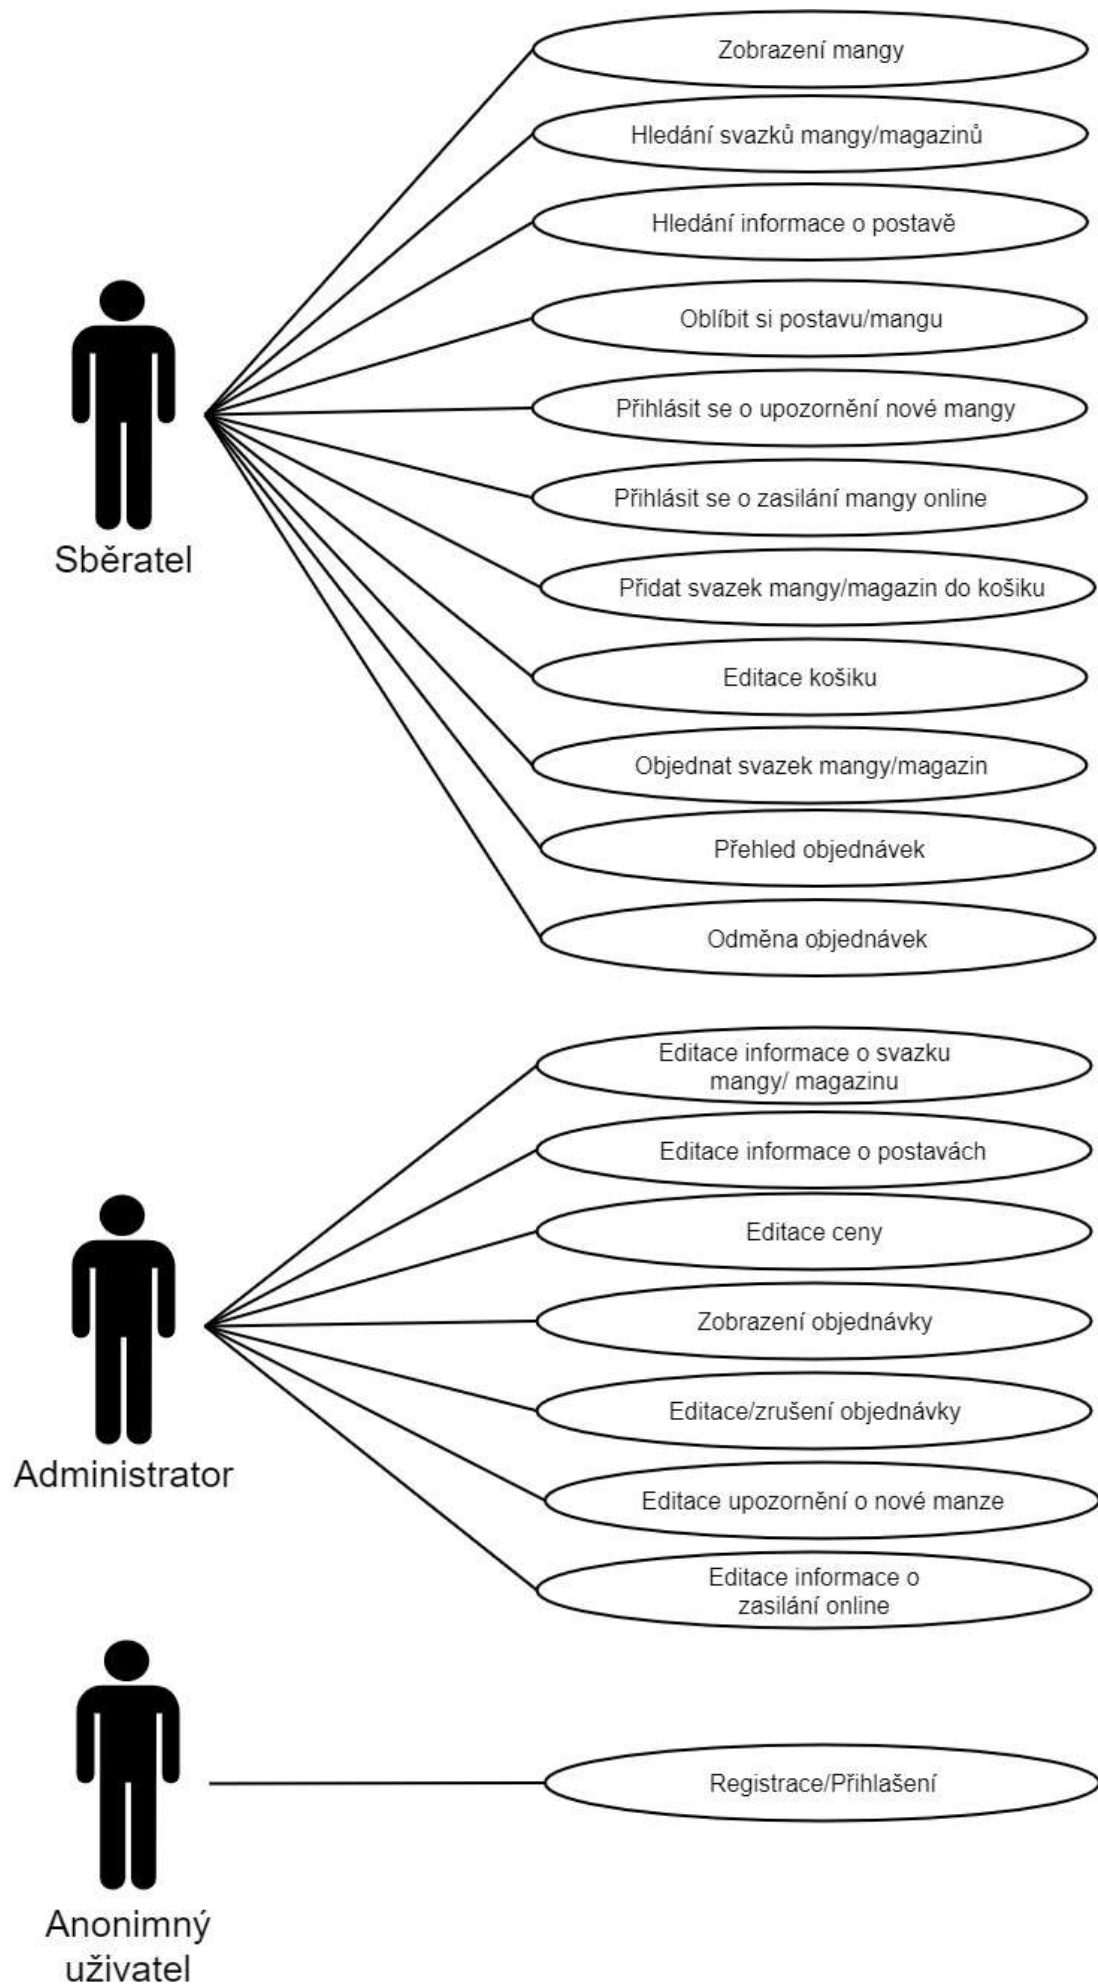 Zobrazení mangy
Hledání svazků mangy/magazinů
Hledání informace o postavě
Oblíbit si postavu/mangu
Přihlásit se o upozornění nové mangy
Přihlásit se o zasilání mangy online
Přidat svazek mangy/magazin do košiku
Editace košiku
Objednat svazek mangy/magazin
Přehled objednávek
Odměna objednávek
Sběratel
Editace informace o svazku
mangy/ magazinu
Editace informace o postavách
Editace ceny
Zobrazení objednávky
Editace/zrušení objednávky
Editace upozornění o nové manze
Editace informace o
zasilání online
Administrator
Registrace/Přihlašení
Anonimný
uživatel